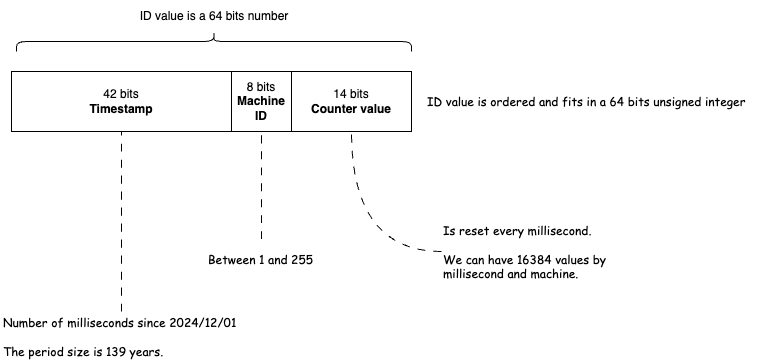 ID value is a 64 bits number
42 bits
Timestamp
8 bits
Machine
ID
14 bits
Counter value
ID value is ordered and fits in a 64 bits unsigned integer
Is reset every millisecond.
We can have 16384 values by
millisecond and machine.
Between 1 and 255
Number of milliseconds since 2024/12/01
The period size is 139 years.